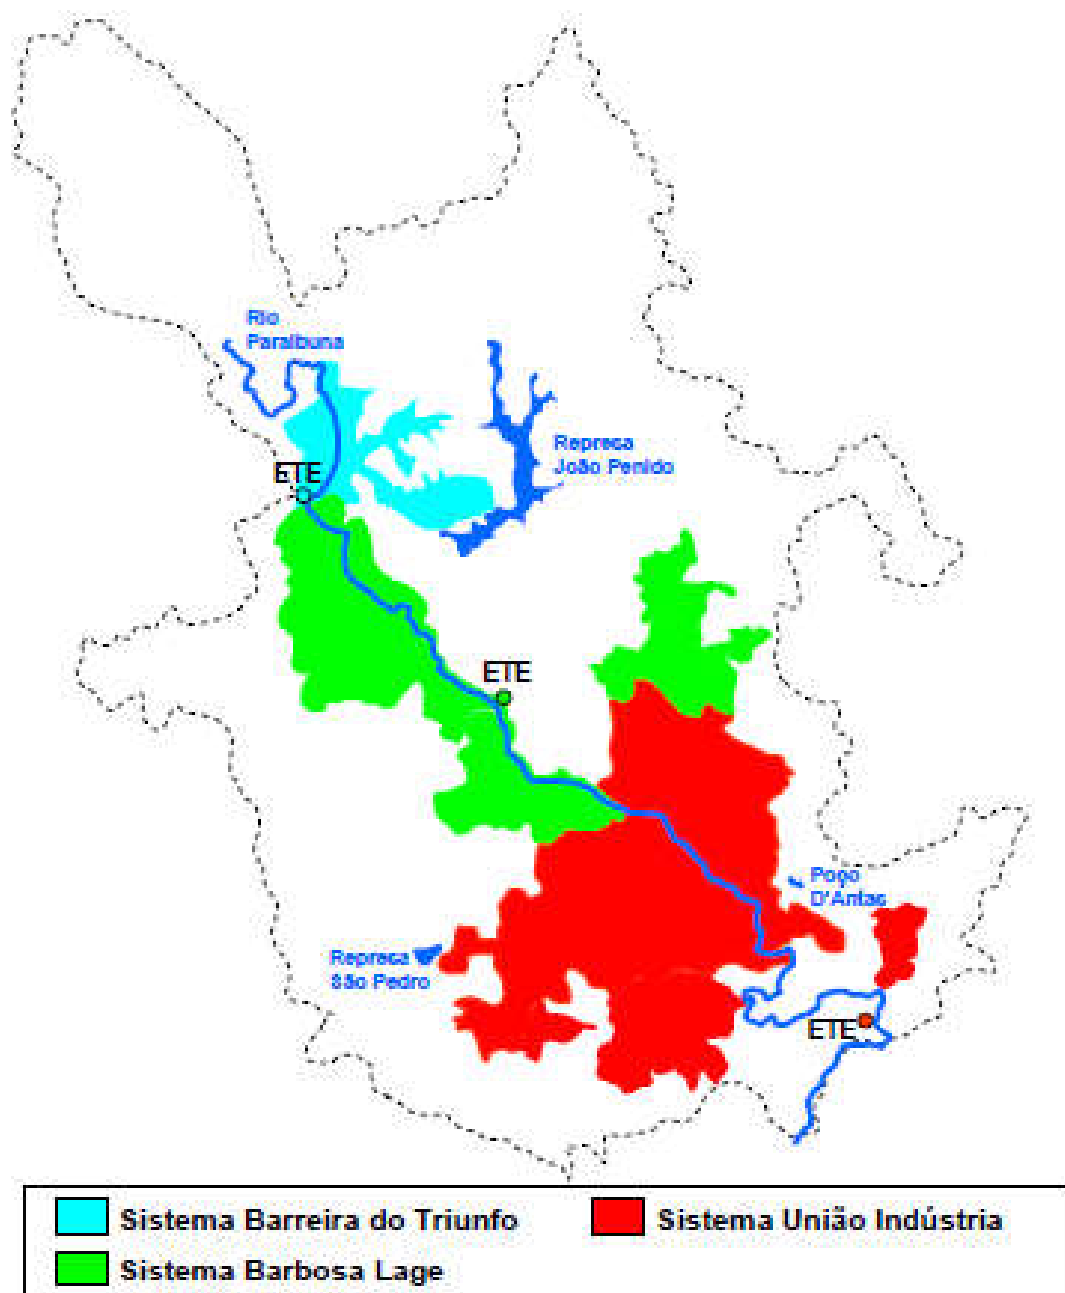 Rio
Paraibuna
Represa
João Penido
ETE
ETE
Poço
D'Antas
Represa
São Pedro
ETE
Sistema Barreira do Triunfo
Sistema União Indústria
Sistema Barbosa Lage